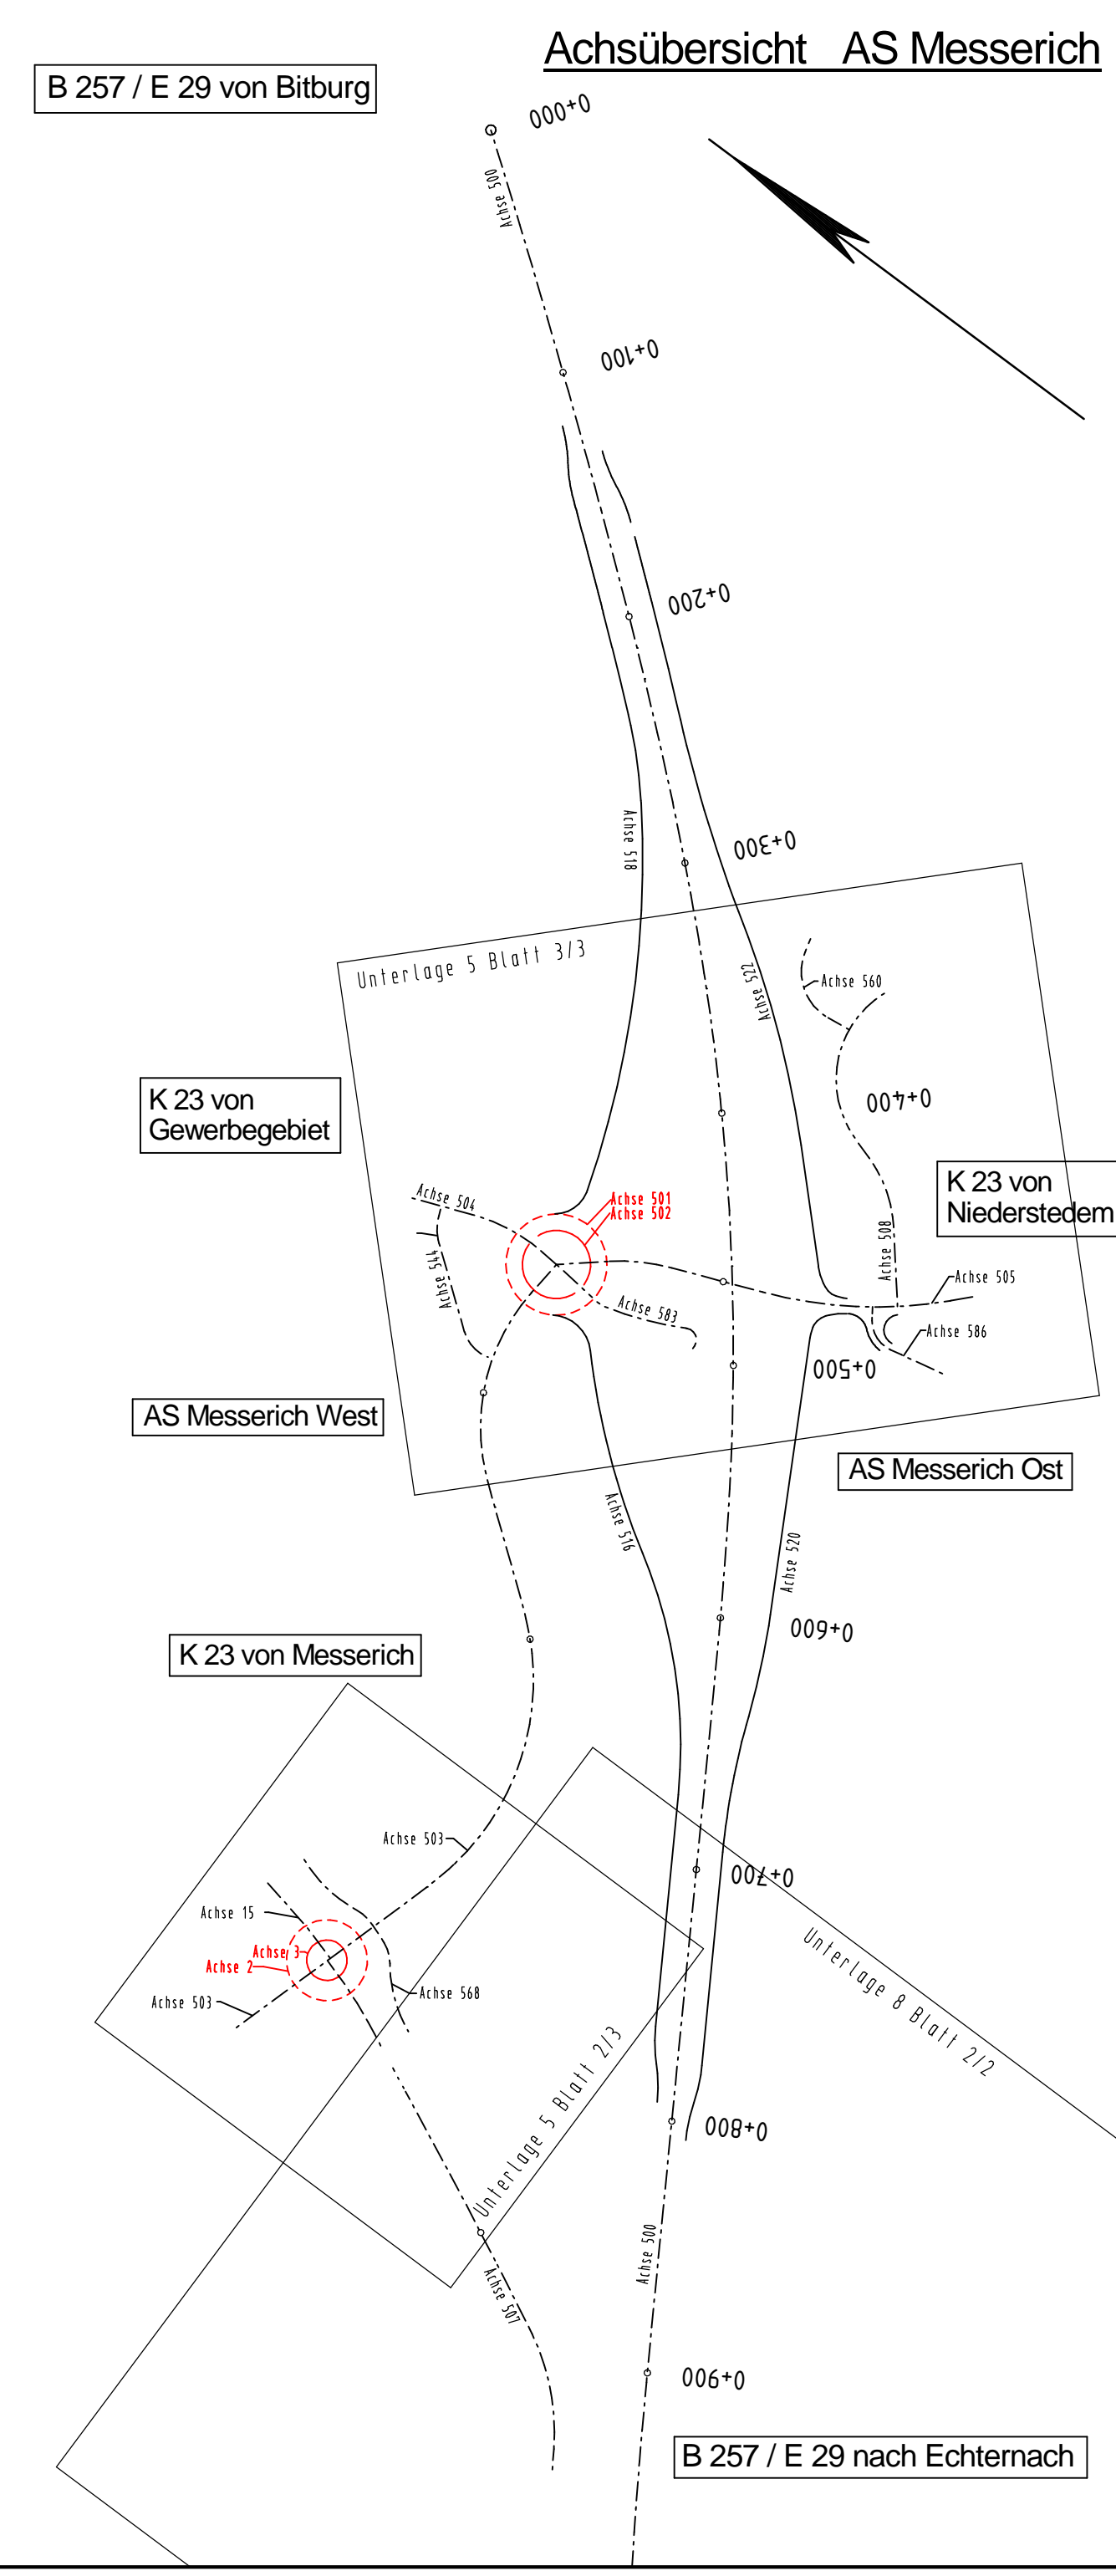 Achsübersicht AS Messerich
B 257 / E 29 von Bitburg
0+000
Achse 500
0+100
0+200
Achse 518
0+300
Unterlage 5 Blatt 3/3
Achse 522
Achse 560
K 23 von
Gewerbegebiet
0+400
K 23 von
Niederstedem
Achse 504
Achse 501
Achse 502
Achse 544
Achse 508
Achse 505
Achse 583
Achse 586
0+500
AS Messerich West
AS Messerich Ost
Achse 516
Achse 520
0+600
K 23 von Messerich
Achse 503
0+700
Achse 15
Achse 3
Achse 2
Achse 503
Achse 568
Unterlage 8 Blatt 2/2
Unterlage 5 Blatt 2/3
0+800
Achse 500
Achse 507
0+900
B 257 / E 29 nach Echternach